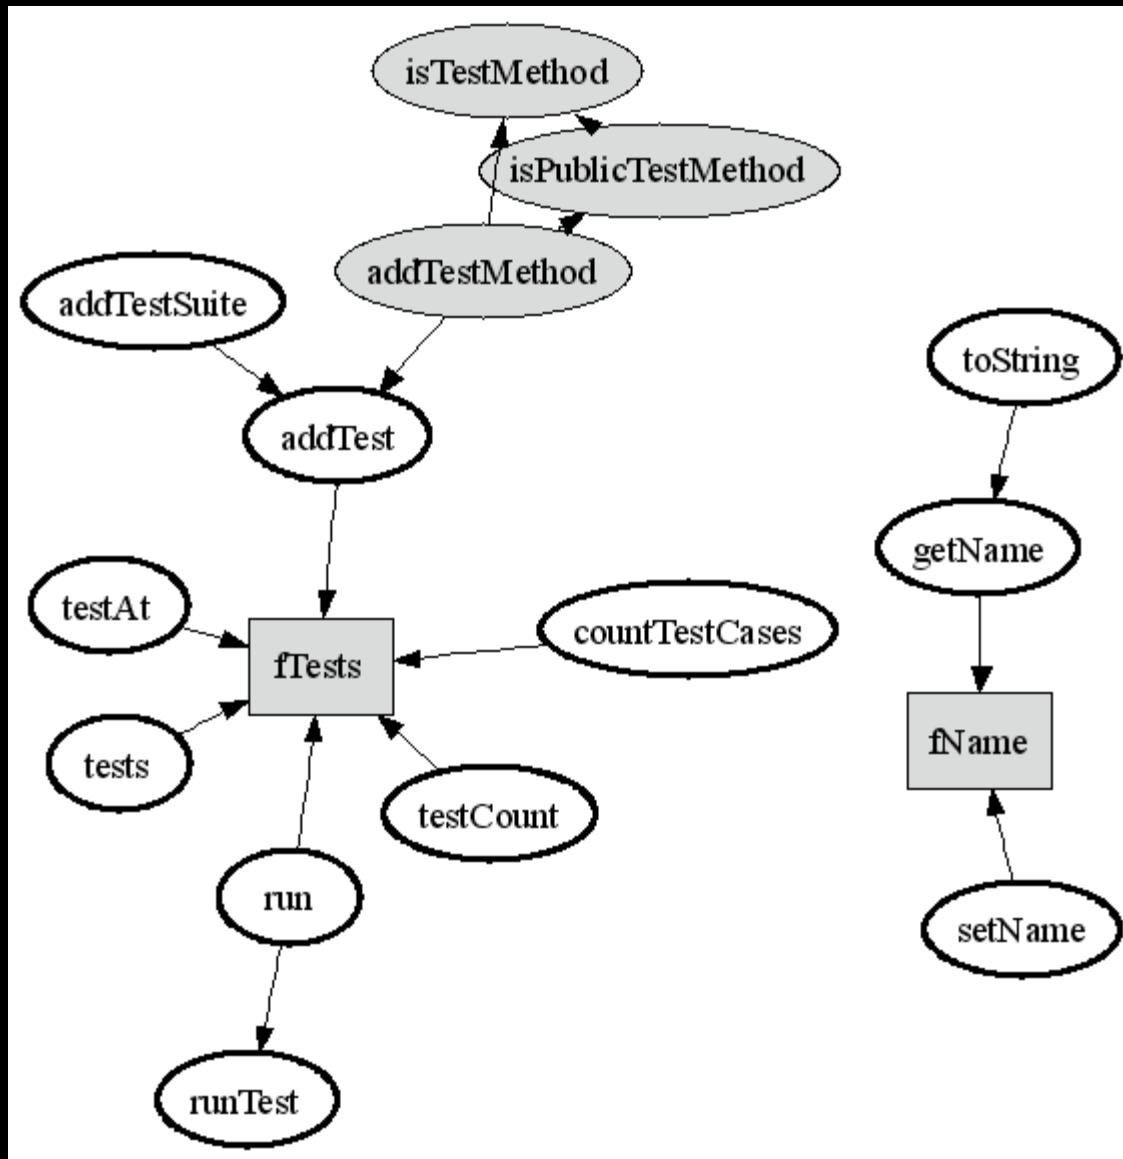 isTestMethod
isPublicTestMethod
addTestMethod
addTestSuite
toString
addTest
getName
testAt
countTestCases
fTests
fName
tests
testCount
run
setName
runTest